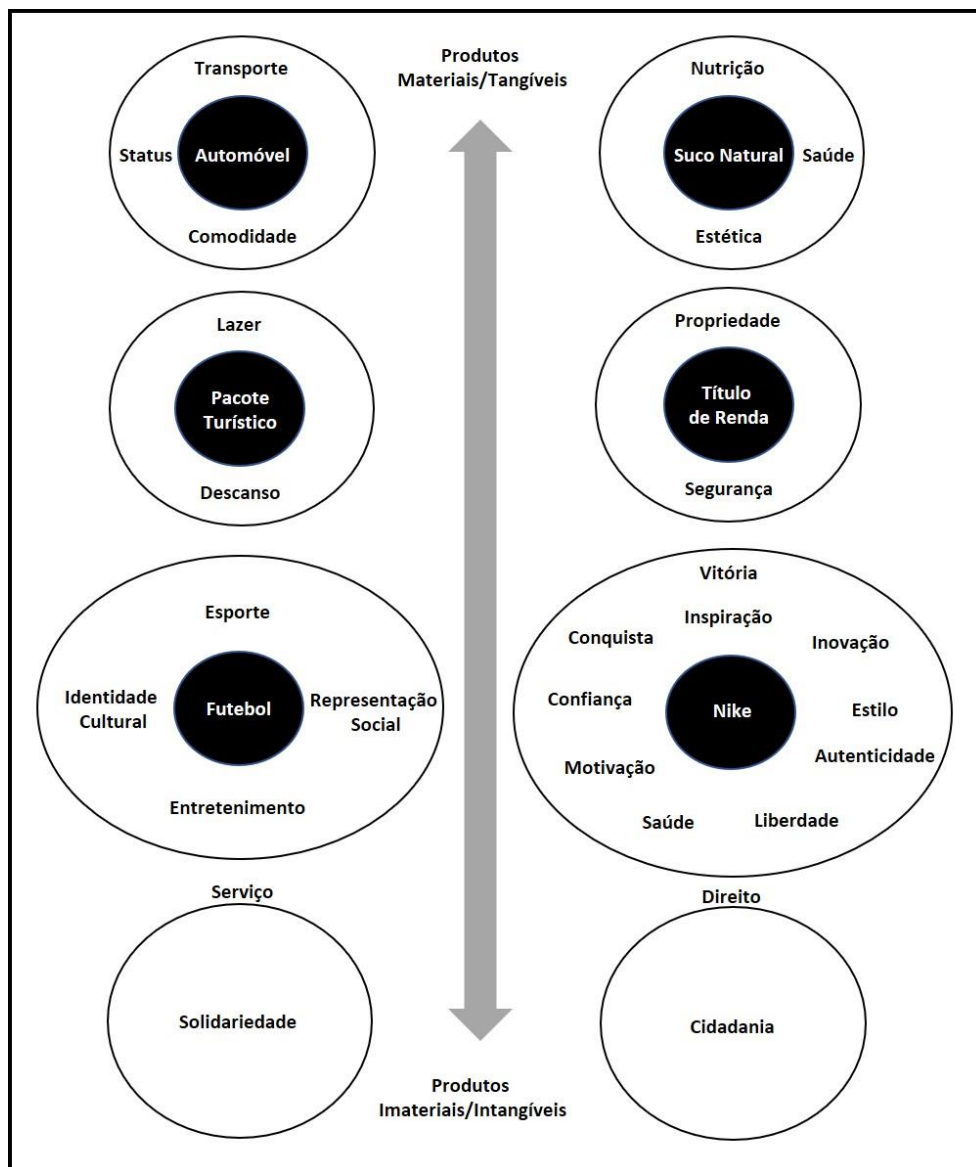 Produtos
Materiais/Tangíveis
Transporte
Status
Automóvel
Comodidade
Nutrição
Suco Natural
Saúde
Estética
Lazer
Pacote
Turístico
Descanso
Propriedade
Título
de Renda
Segurança
Esporte
Identidade
Cultural
Futebol
Representação
Social
Entretenimento
Vitória
Inspiração
Conquista
Inovação
Confiança
Nike
Estilo
Autenticidade
Motivação
Saúde
Liberdade
Serviço
Solidariedade
Direito
Cidadania
Produtos
Imateriais/Intangíveis